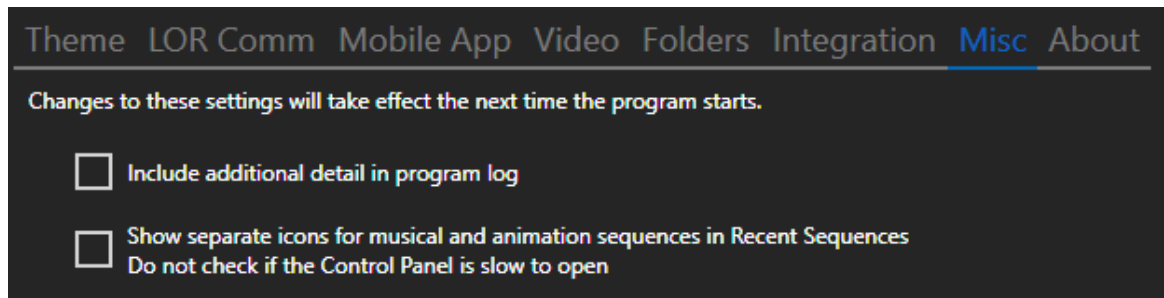 Theme LOR Comm Mobile App Video Folders Integration Misc About
Changes to these settings will take effect the next time the program starts.
Include additional detail in program log
Show separate icons for musical and animation sequences in Recent Sequences
Do not check if the Control Panel is slow to open